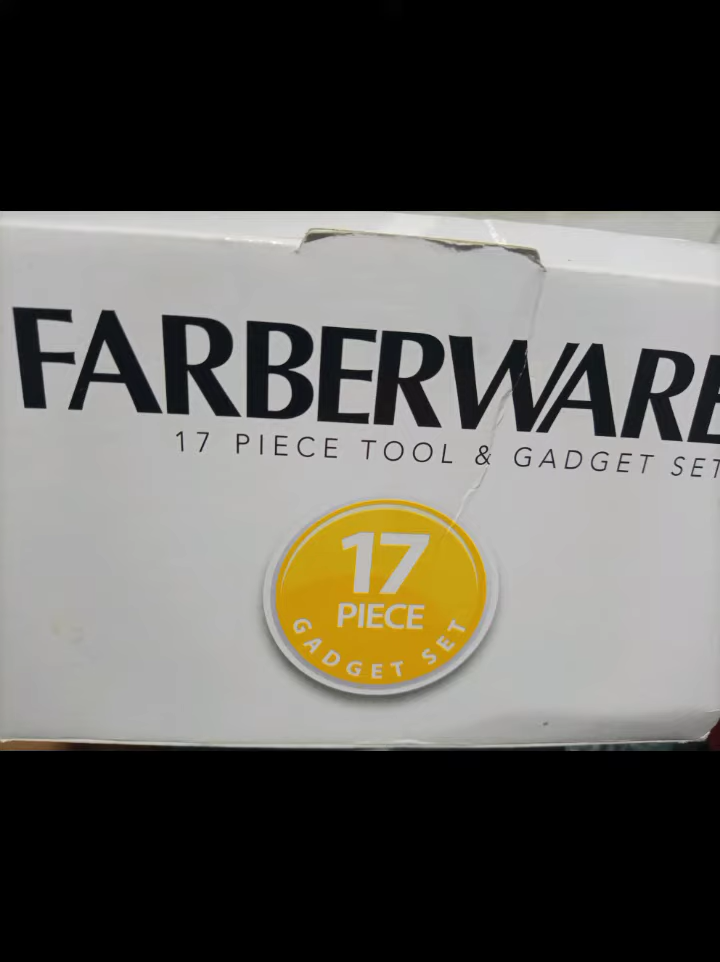 FARBERWARE
17 PIECE TOOL & GADGET SET
17
PIECE
GADGET SET